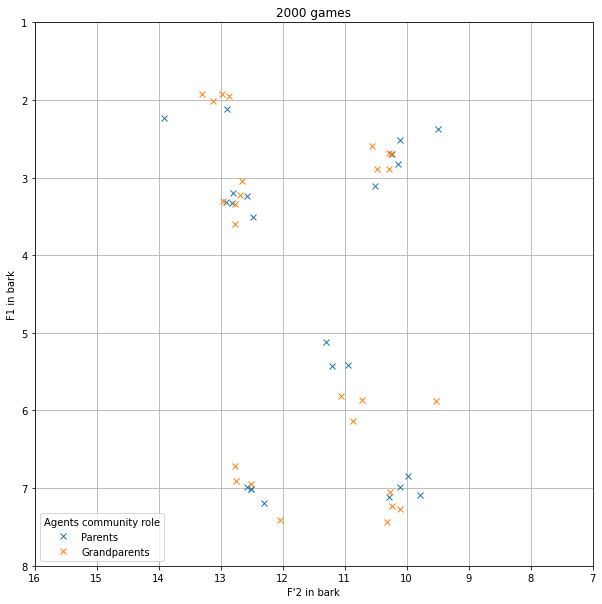 2000 games
1
2
3
4
5
6
7
8
F1 in bark
Agents community role
Parents
Grandparents
16 15 14 13 12 11 10 9 8 7
F'2 in bark